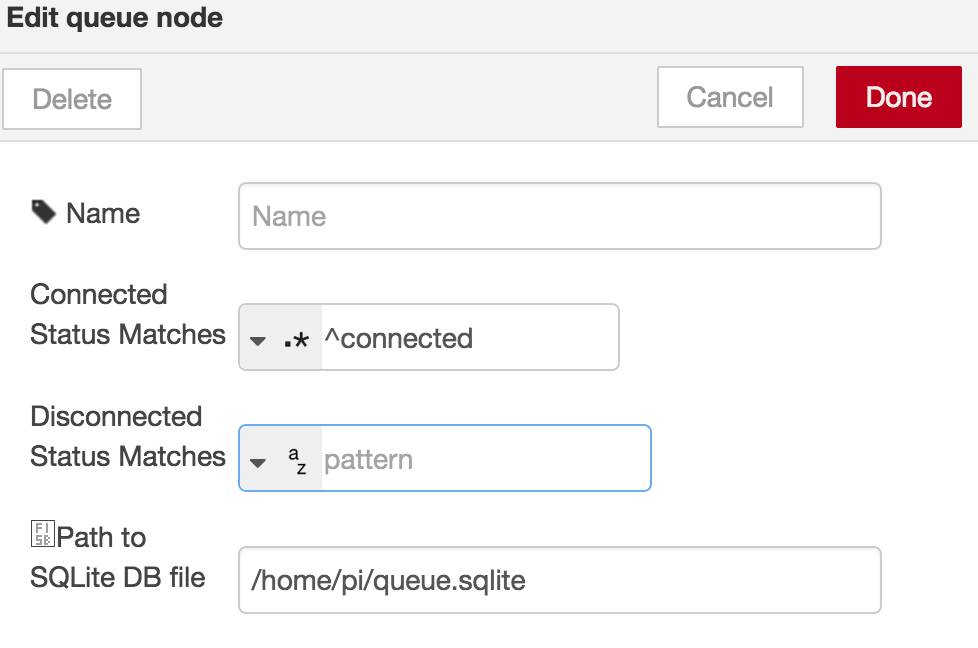 Edit queue node
Delete
Cancel
Done
Name
Name
Connected
Status Matches
.*
^connected
Disconnected
Status Matches
a
z
pattern
Path to
SQLite DB file
/home/pi/queue.sqlite